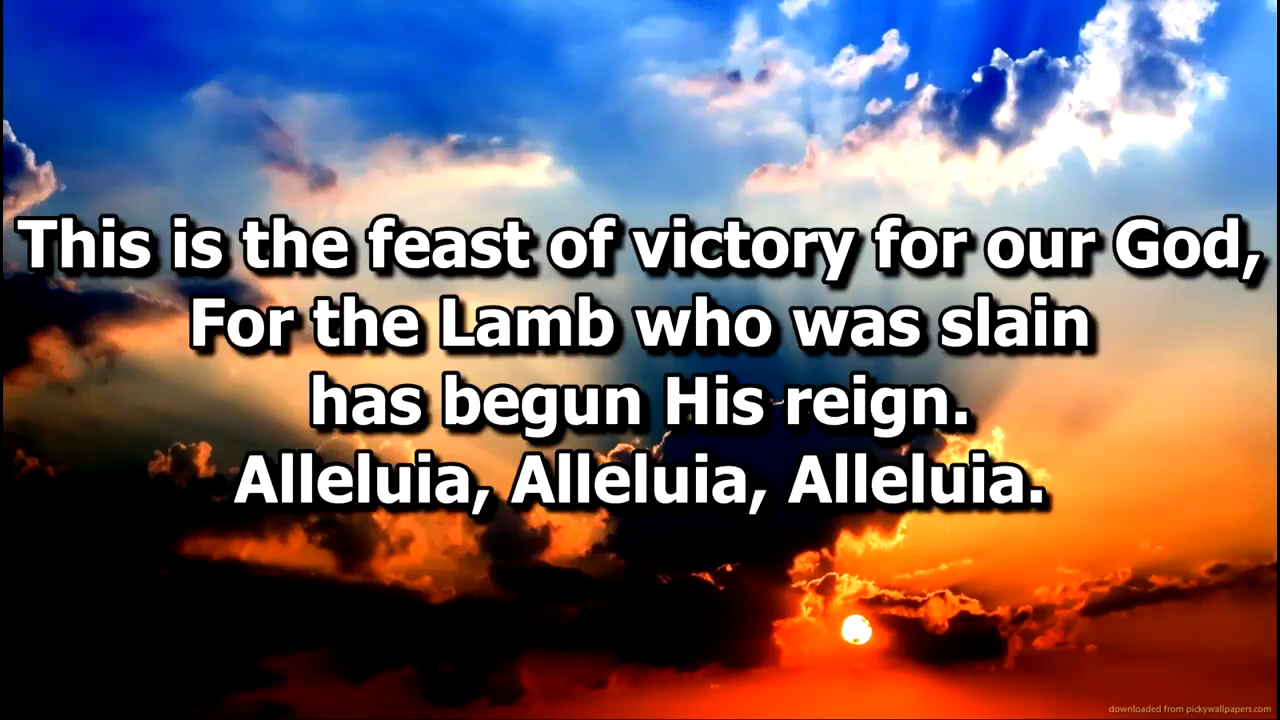 This is the feast of victory for our God,
For the Lamb who was slain
has begun His reign.
Alleluia, Alleluia, Alleluia.
downloaded from pickywallpapers.com